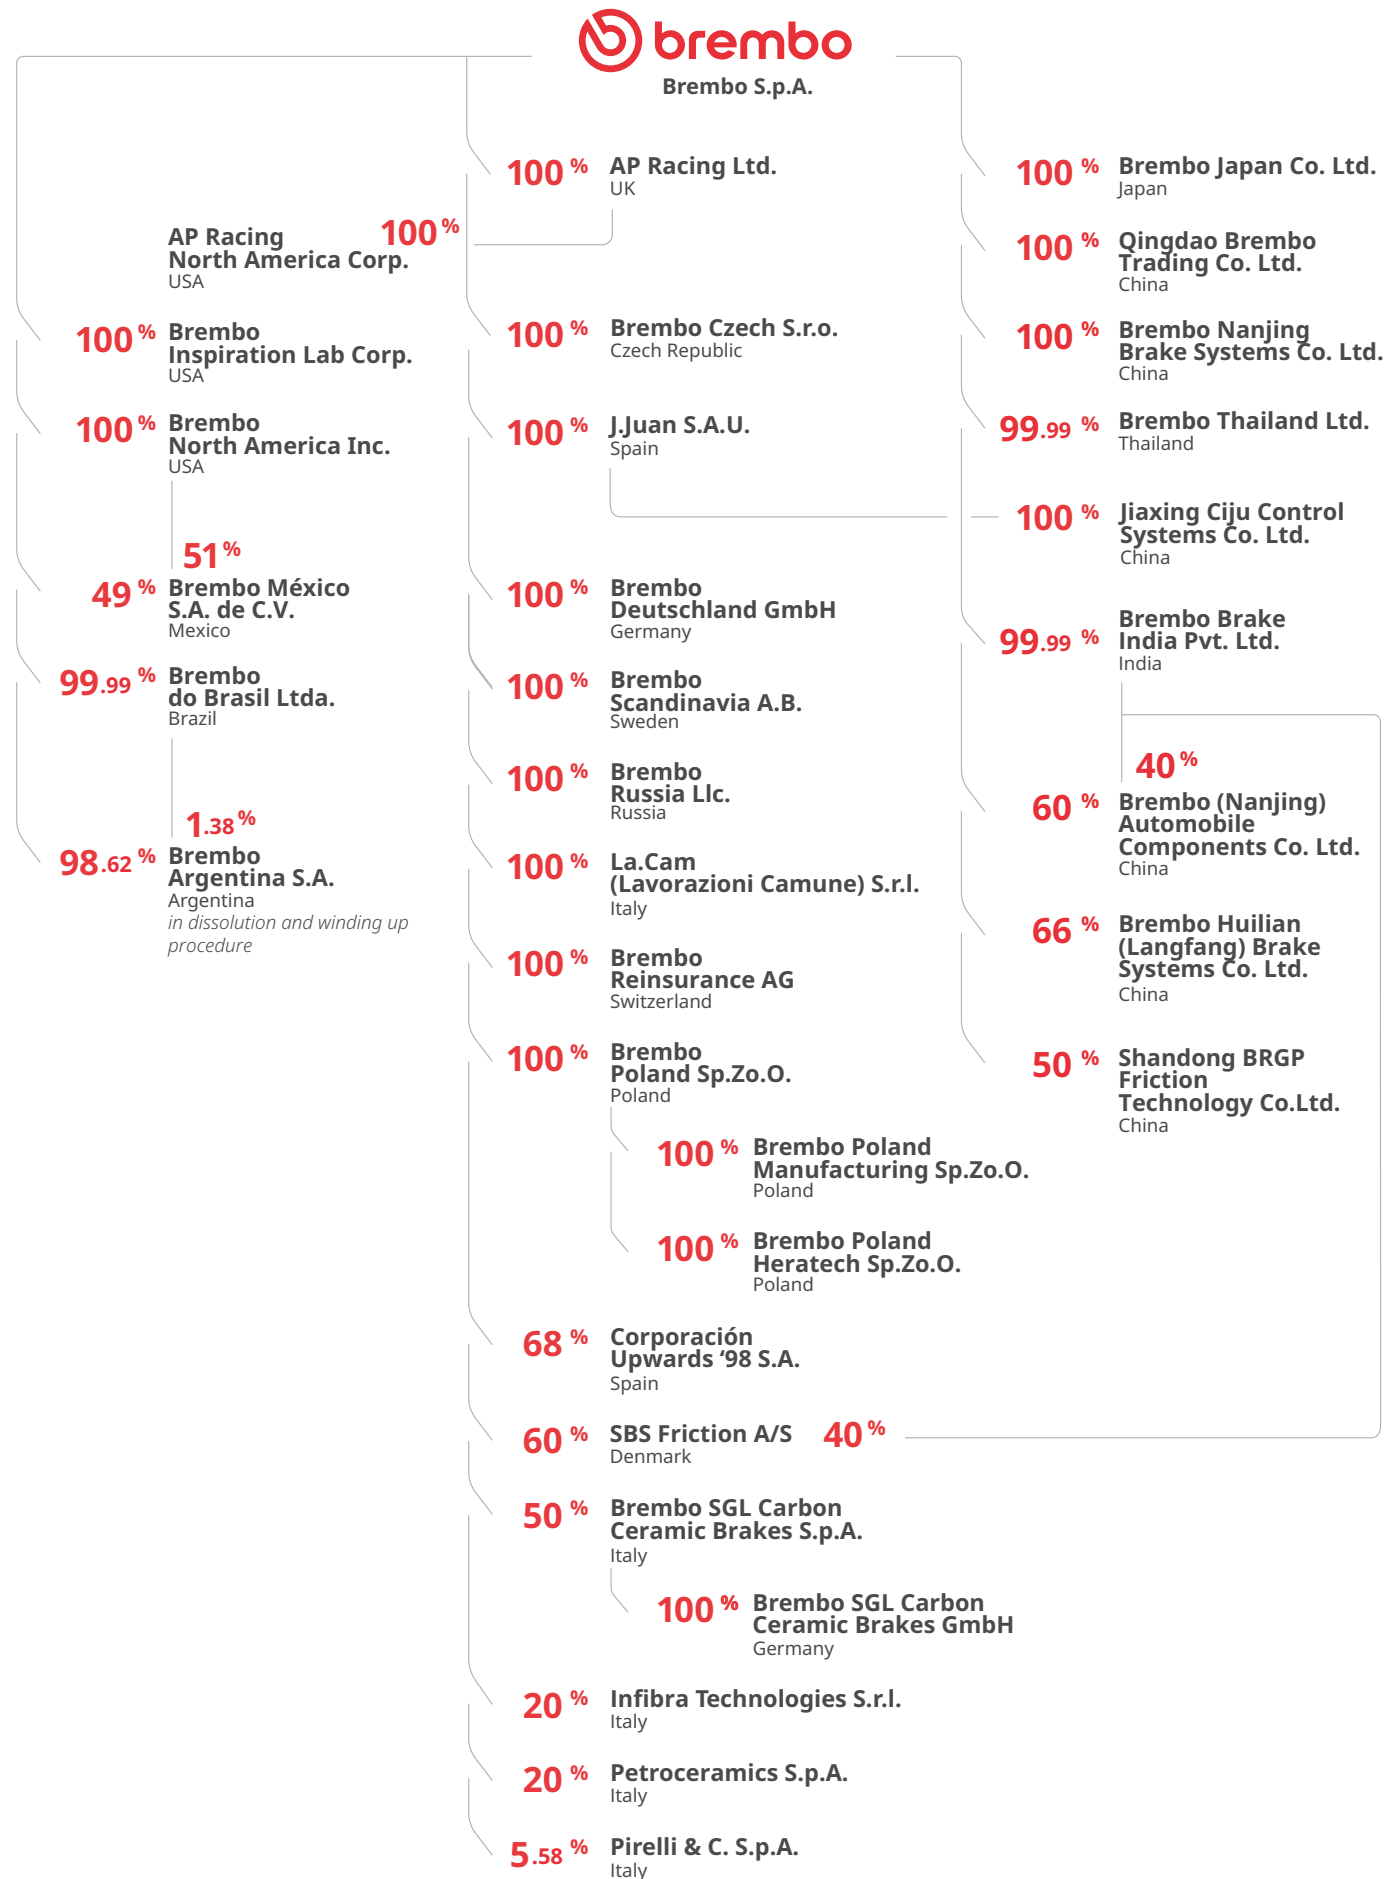 brembo
Brembo S.p.A.
AP Racing
North America Corp.
USA
100%
100%
Brembo
Inspiration Lab Corp.
USA
100%
Brembo
North America Inc.
USA
51%
49%
Brembo México
S.A. de C.V.
Mexico
99.99%
Brembo
do Brasil Ltda.
Brazil
1.38%
98.62%
Brembo
Argentina S.A.
Argentina
in dissolution and winding up
procedure
100%
AP Racing Ltd.
UK
100%
Brembo Czech S.r.o.
Czech Republic
100%
J.Juan S.A.U.
Spain
100%
Brembo
Deutschland GmbH
Germany
100%
Brembo
Scandinavia A.B.
Sweden
100%
Brembo
Russia Llc.
Russia
100%
La.Cam
(Lavorazioni Camune) S.r.l.
Italy
100%
Brembo
Reinsurance AG
Switzerland
100%
Brembo
Poland Sp.Zo.O.
Poland
100%
Brembo Poland
Manufacturing Sp.Zo.O.
Poland
100%
Brembo Poland
Heratech Sp.Zo.O.
Poland
68%
Corporación
Upwards ‘98 S.A.
Spain
60%
SBS Friction A/S
Denmark
40%
50%
Brembo SGL Carbon
Ceramic Brakes S.p.A.
Italy
100%
Brembo SGL Carbon
Ceramic Brakes GmbH
Germany
20%
Infibra Technologies S.r.l.
Italy
20%
Petroceramics S.p.A.
Italy
5.58%
Pirelli & C. S.p.A.
Italy
100%
Brembo Japan Co. Ltd.
Japan
100%
Qingdao Brembo
Trading Co. Ltd.
China
100%
Brembo Nanjing
Brake Systems Co. Ltd.
China
99.99%
Brembo Thailand Ltd.
Thailand
100%
Jiaxing Ciju Control
Systems Co. Ltd.
China
99.99%
Brembo Brake
India Pvt. Ltd.
India
40%
60%
Brembo (Nanjing)
Automobile
Components Co. Ltd.
China
66%
Brembo Huilian
(Langfang) Brake
Systems Co. Ltd.
China
50%
Shandong BRGP
Friction
Technology Co.Ltd.
China